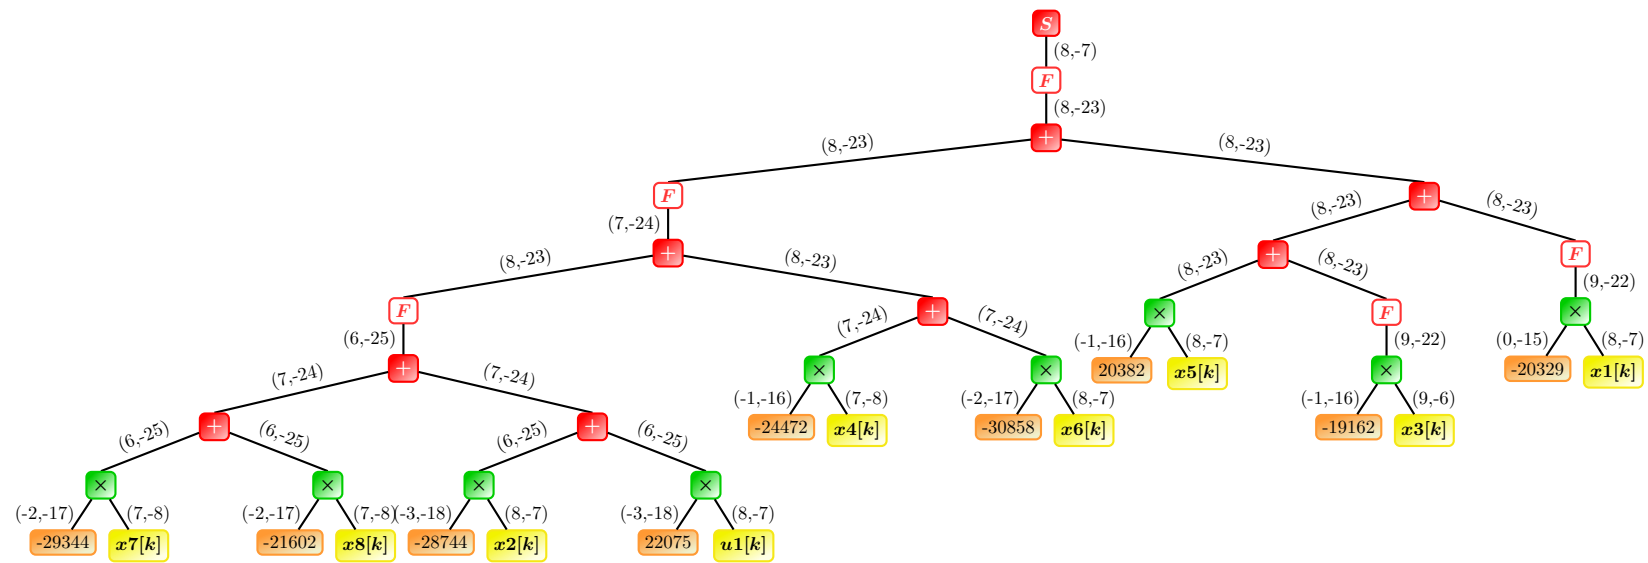 S
(8,-7)
F
(8,-23)
+
(8,-23) (8,-23)
F +
(7,-24) (8,-23) (8,-23)
+ + F
(8,-23) (8,-23) (8,-23) (8,-23) (9,-22)
F + × F ×
(6,-25) (7,-24) (7,-24) (-1,-16) (8,-7) (9,-22) (0,-15) (8,-7)
+ × × 20382 x5[k] × -20329 x1[k]
(7,-24) (7,-24) (-1,-16) (7,-8) (-2,-17) (8,-7) (-1,-16) (9,-6)
+ + -24472 x4[k] -30858 x6[k] -19162 x3[k]
(6,-25) (6,-25) (6,-25) (6,-25)
× × × ×
(-2,-17) (7,-8) (-2,-17) (7,-8) (-3,-18) (8,-7) (-3,-18) (8,-7)
-29344 x7[k] -21602 x8[k] -28744 x2[k] 22075 u1[k]